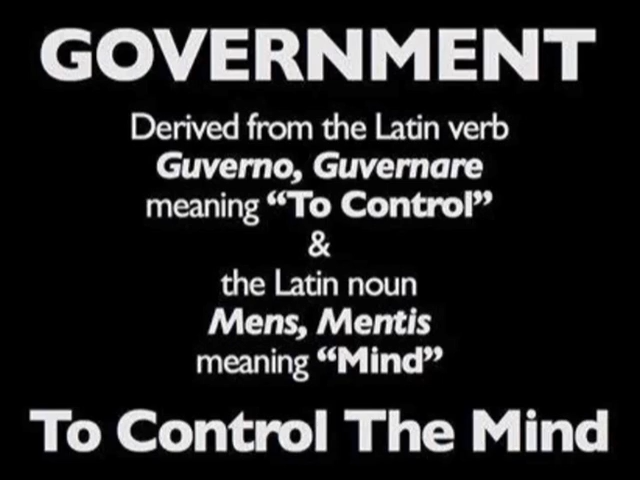 GOVERNMENT
Derived from the Latin verb
Guverno, Guvernare
meaning “To Control”
&
the Latin noun
Mens, Mentis
meaning “Mind”
To Control The Mind